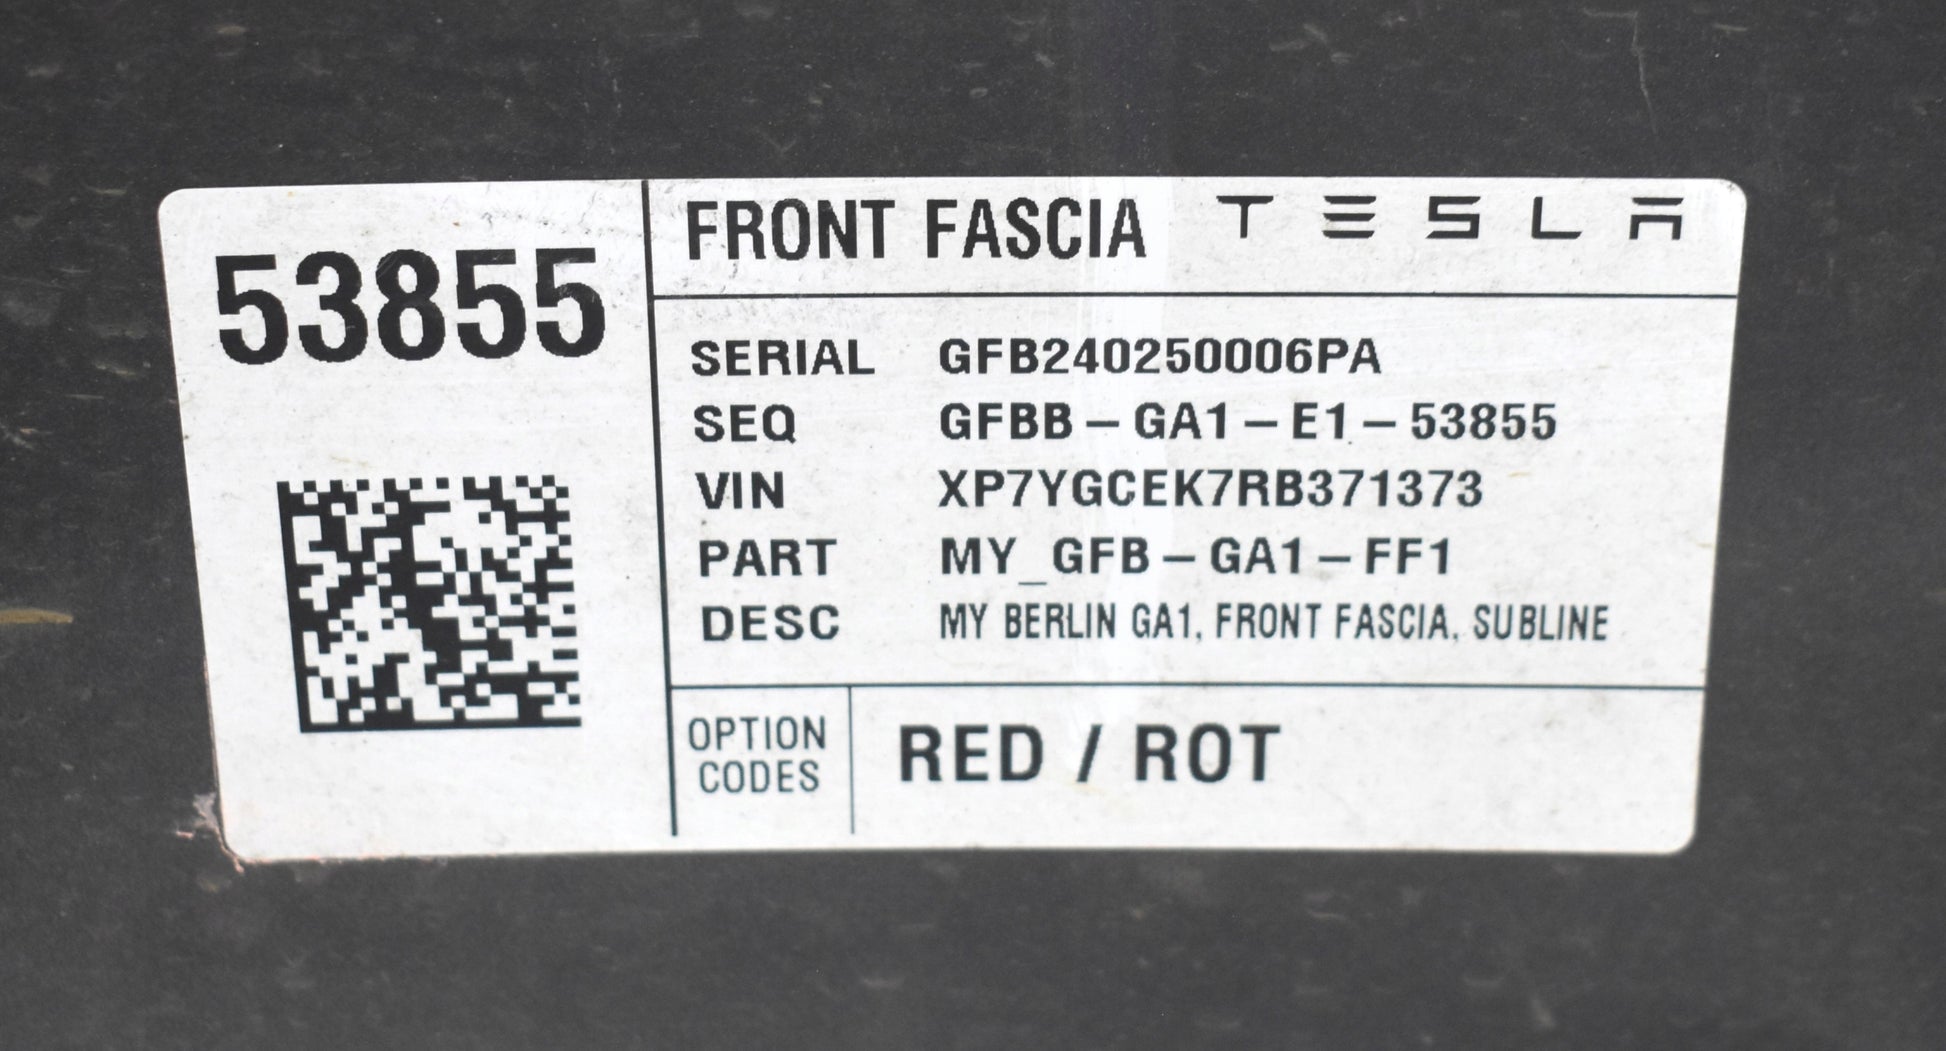 53855
FRONT FASCIA TESLA
SERIAL GFB240250006PA
SEQ GFBB-GA1-E1-53855
VIN XP7YGCEK7RB371373
PART MY_GFB-GA1-FF1
DESC MY BERLIN GA1, FRONT FASCIA, SUBLINE
OPTION CODES RED / ROT